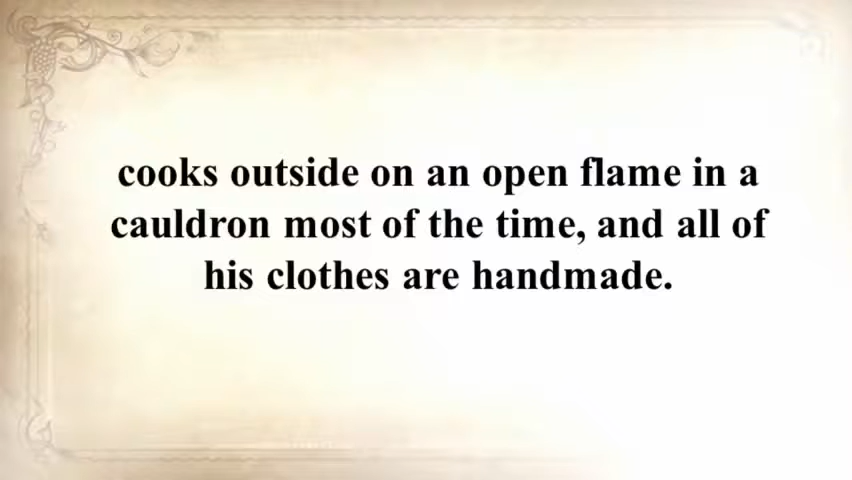 cooks outside on an open flame in a
cauldron most of the time, and all of
his clothes are handmade.